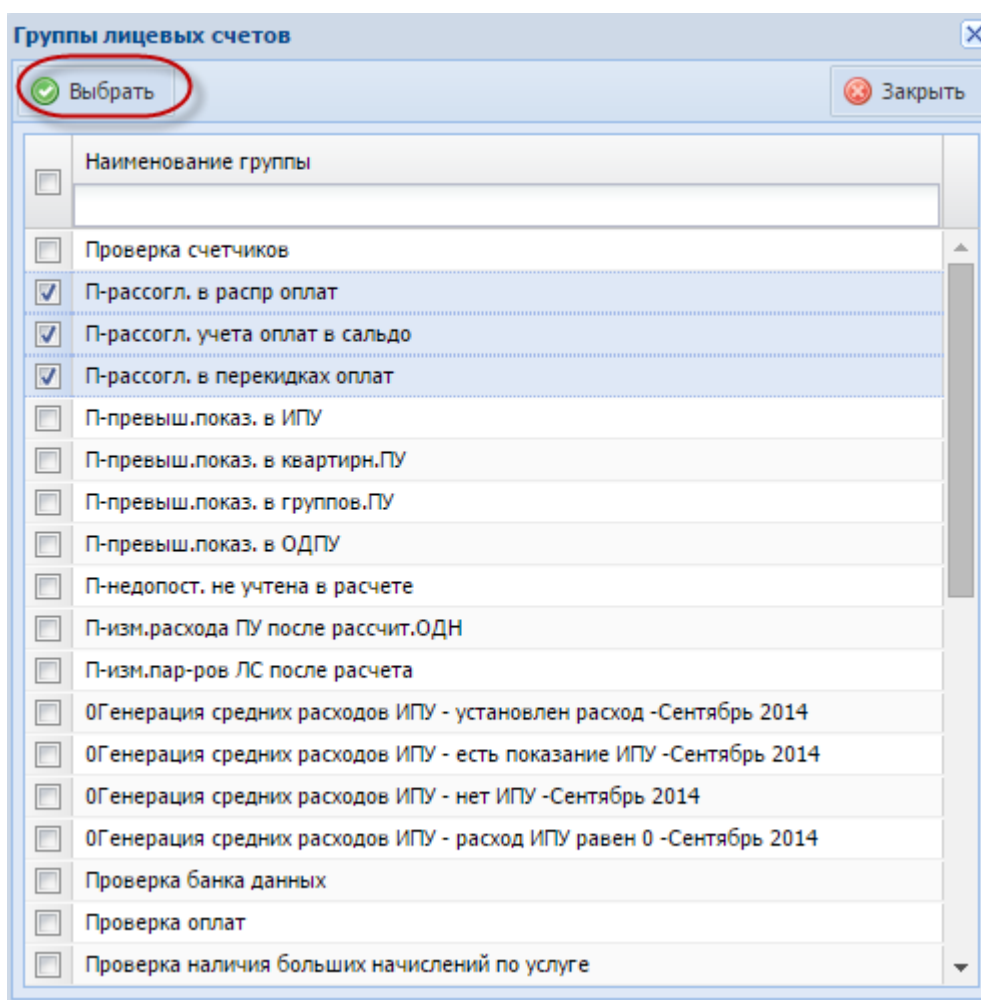 Группы лицевых счетов
Выбрать
Закрыть
Наименование группы
Проверка счетчиков
П-рассогл. в распр оплат
П-рассогл. учета оплат в сальдо
П-рассогл. в перекидках оплат
П-превыш.показ. в ИПУ
П-превыш.показ. в квартирн.ПУ
П-превыш.показ. в группов.ПУ
П-превыш.показ. в ОДПУ
П-недопост. не учтена в расчете
П-изм.расхода ПУ после рассчит.ОДН
П-изм.пар-ров ЛС после расчета
0Генерация средних расходов ИПУ - установлен расход -Сентябрь 2014
0Генерация средних расходов ИПУ - есть показание ИПУ -Сентябрь 2014
0Генерация средних расходов ИПУ - нет ИПУ -Сентябрь 2014
0Генерация средних расходов ИПУ - расход ИПУ равен 0 -Сентябрь 2014
Проверка банка данных
Проверка оплат
Проверка наличия больших начислений по услуге